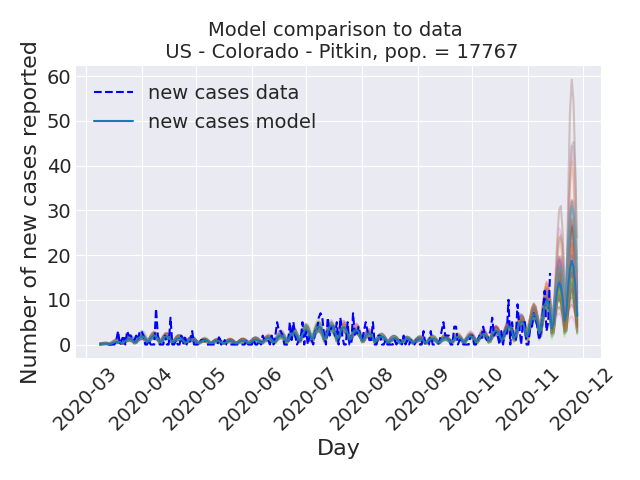 Model comparison to data
US - Colorado - Pitkin, pop. = 17767
Number of new cases reported
60
50
40
30
20
10
0
new cases data
new cases model
2020-03
2020-04
2020-05
2020-06
2020-07
2020-08
2020-09
2020-10
2020-11
2020-12
Day